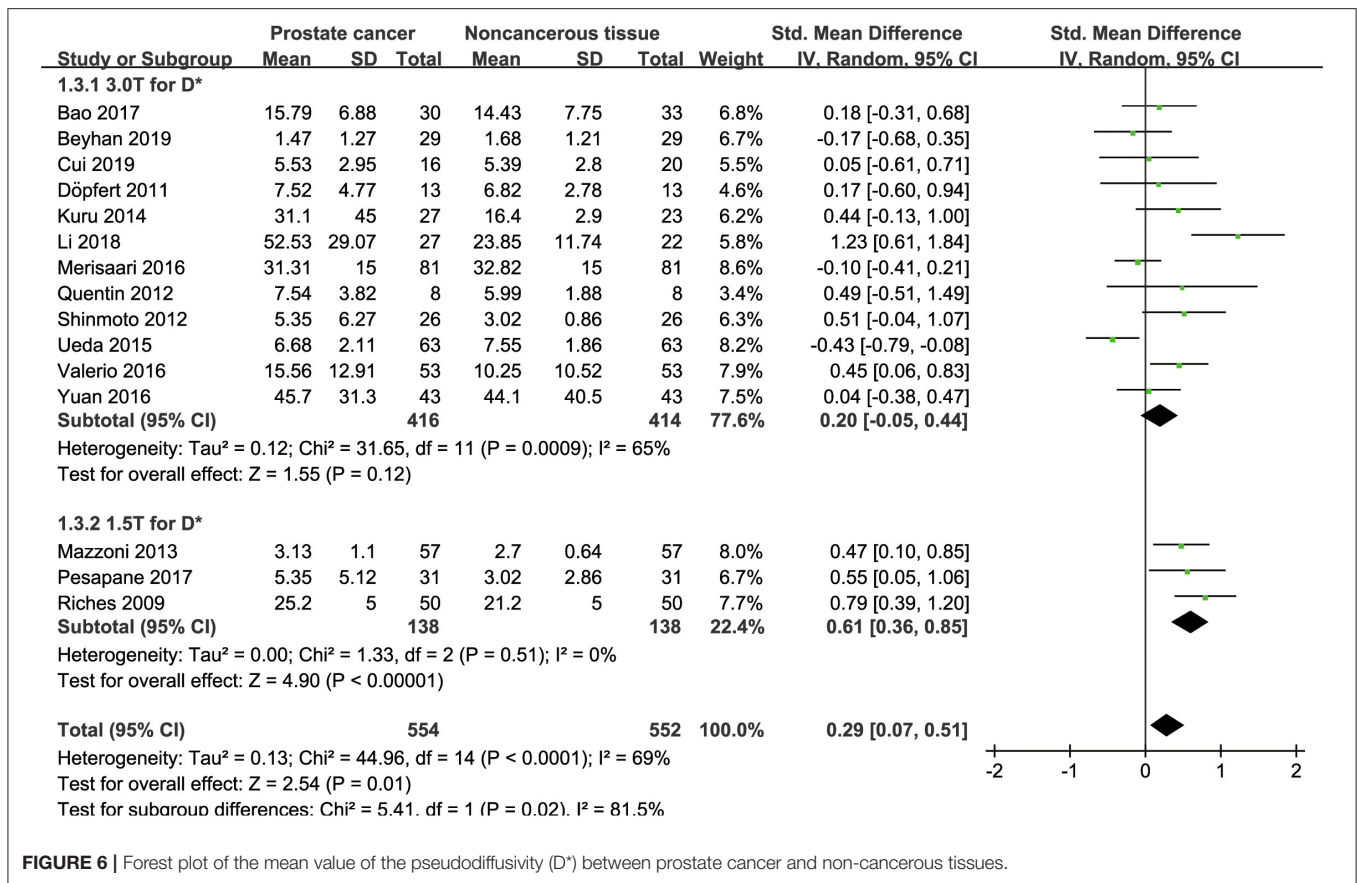 Prostate cancer Noncancerous tissue Std. Mean Difference Std. Mean Difference
Study or Subgroup Mean SD Total Mean SD Total Weight IV, Random, 95% CI IV, Random, 95% CI
1.3.1 3.0T for D*
Bao 2017 15.79 6.88 30 14.43 7.75 33 6.8% 0.18 [-0.31, 0.68]
Beyhan 2019 1.47 1.27 29 1.68 1.21 29 6.7% -0.17 [-0.68, 0.35]
Cui 2019 5.53 2.95 16 5.39 2.8 20 5.5% 0.05 [-0.61, 0.71]
Döpfert 2011 7.52 4.77 13 6.82 2.78 13 4.6% 0.17 [-0.60, 0.94]
Kuru 2014 31.1 45 27 16.4 2.9 23 6.2% 0.44 [-0.13, 1.00]
Li 2018 52.53 29.07 27 23.85 11.74 22 5.8% 1.23 [0.61, 1.84]
Merisaari 2016 31.31 15 81 32.82 15 81 8.6% -0.10 [-0.41, 0.21]
Quentin 2012 7.54 3.82 8 5.99 1.88 8 3.4% 0.49 [-0.51, 1.49]
Shinmoto 2012 5.35 6.27 26 3.02 0.86 26 6.3% 0.51 [-0.04, 1.07]
Ueda 2015 6.68 2.11 63 7.55 1.86 63 8.2% -0.43 [-0.79, -0.08]
Valerio 2016 15.56 12.91 53 10.25 10.52 53 7.9% 0.45 [0.06, 0.83]
Yuan 2016 45.7 31.3 43 44.1 40.5 43 7.5% 0.04 [-0.38, 0.47]
Subtotal (95% CI) 416 414 77.6% 0.20 [-0.05, 0.44]
Heterogeneity: Tau² = 0.12; Chi² = 31.65, df = 11 (P = 0.0009); I² = 65%
Test for overall effect: Z = 1.55 (P = 0.12)
1.3.2 1.5T for D*
Mazzoni 2013 3.13 1.1 57 2.7 0.64 57 8.0% 0.47 [0.10, 0.85]
Pesapane 2017 5.35 5.12 31 3.02 2.86 31 6.7% 0.55 [0.05, 1.06]
Riches 2009 25.2 5 50 21.2 5 50 7.7% 0.79 [0.39, 1.20]
Subtotal (95% CI) 138 138 22.4% 0.61 [0.36, 0.85]
Heterogeneity: Tau² = 0.00; Chi² = 1.33, df = 2 (P = 0.51); I² = 0%
Test for overall effect: Z = 4.90 (P < 0.00001)
Total (95% CI) 554 552 100.0% 0.29 [0.07, 0.51]
Heterogeneity: Tau² = 0.13; Chi² = 44.96, df = 14 (P < 0.0001); I² = 69%
Test for overall effect: Z = 2.54 (P = 0.01)
Test for subgroup differences: Chi² = 5.41. df = 1 (P = 0.02). I² = 81.5%
-2 -1 0 1 2
FIGURE 6 | Forest plot of the mean value of the pseudodiffusivity (D*) between prostate cancer and non-cancerous tissues.